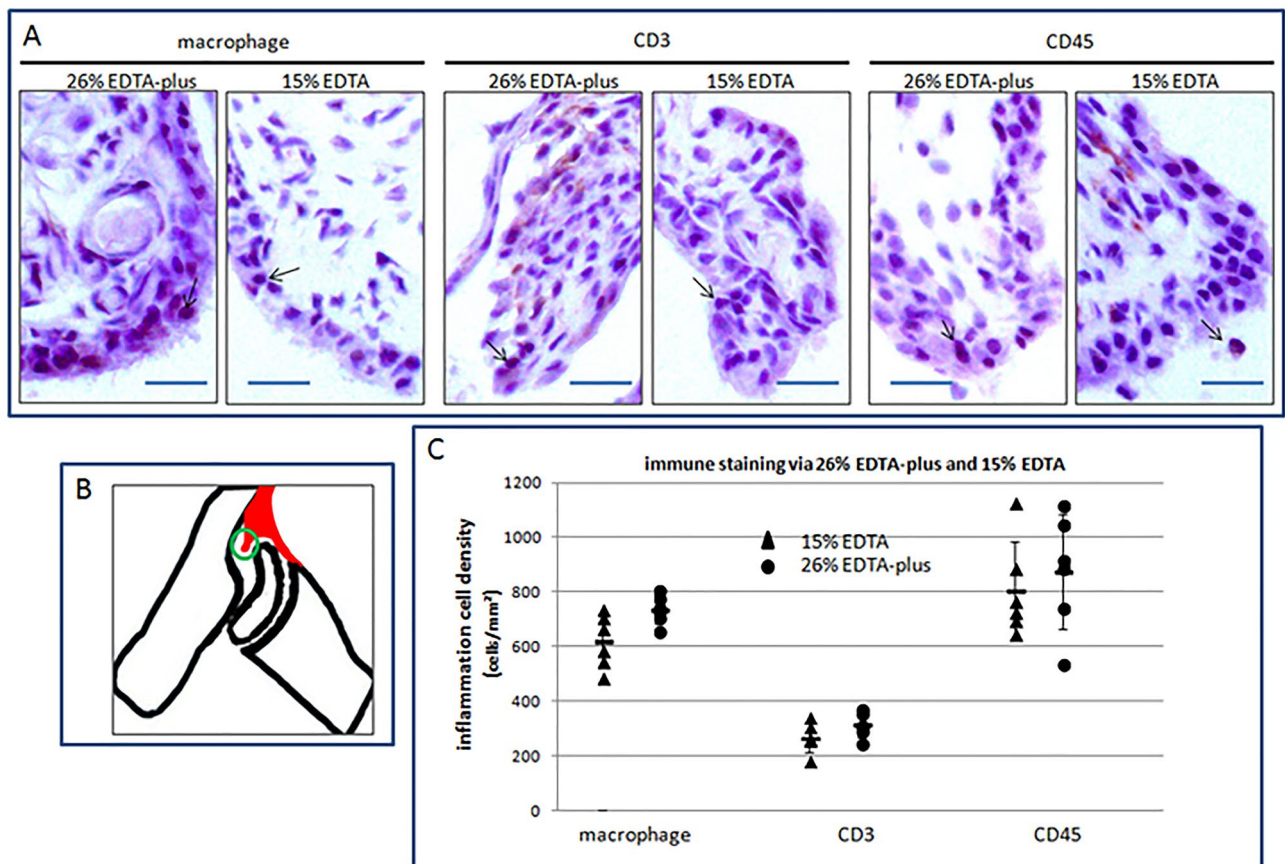 A
macrophage
CD3
CD45
26% EDTA-plus
15% EDTA
26% EDTA-plus
15% EDTA
26% EDTA-plus
15% EDTA
B
C
immune staining via 26% EDTA-plus and 15% EDTA
inflammation cell density
(cells/mm²)
1200
1000
800
600
400
200
0
15% EDTA
26% EDTA-plus
macrophage
CD3
CD45